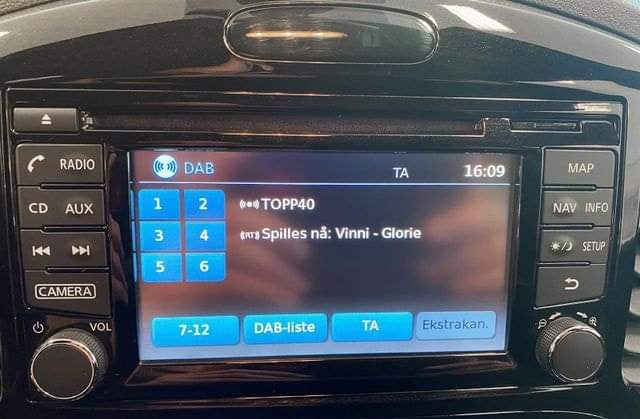 DAB TA 16:09
RADIO
CD AUX
CAMERA
VOL
1 2
3 4
5 6
TOPP40
(RT) Spilles nå: Vinni - Glorie
7-12 DAB-liste TA Ekstrakan.
MAP
NAV INFO
SETUP